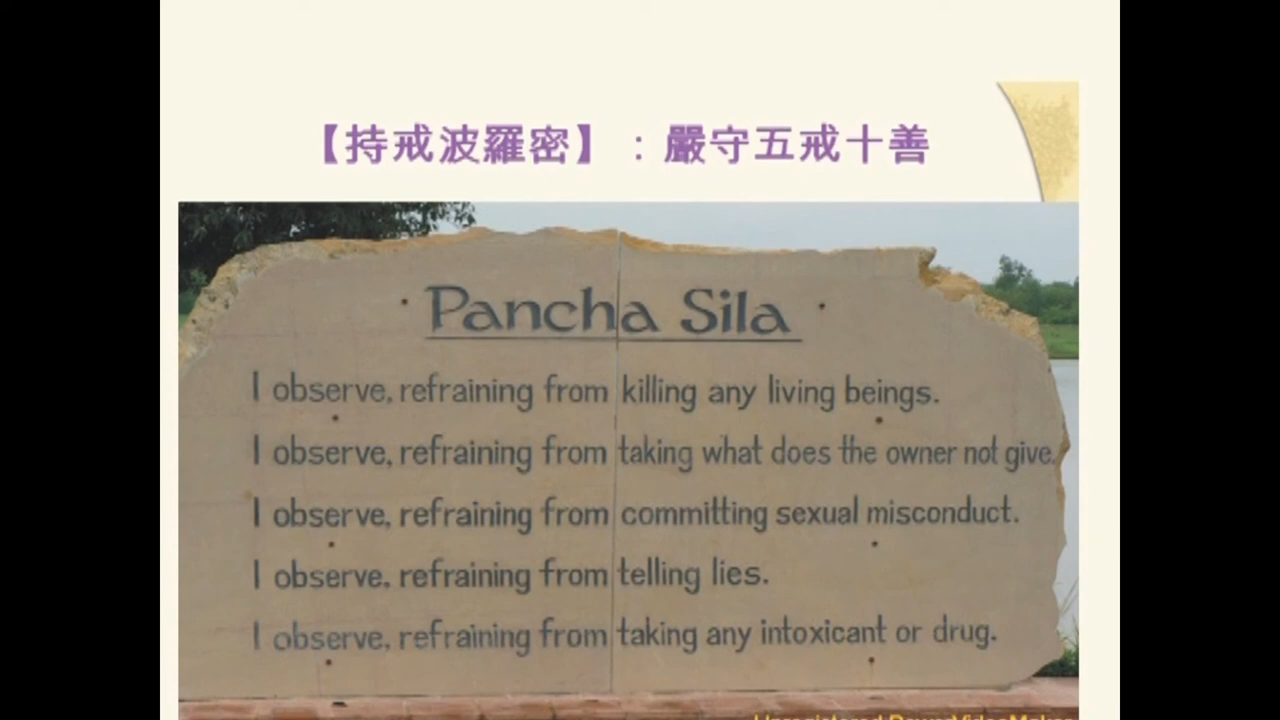 【持戒波羅密】：嚴守五戒十善
Pancha Sila
I observe, refraining from killing any living beings.
I observe, refraining from taking what does the owner not give.
I observe, refraining from committing sexual misconduct.
I observe, refraining from telling lies.
I observe, refraining from taking any intoxicant or drug.